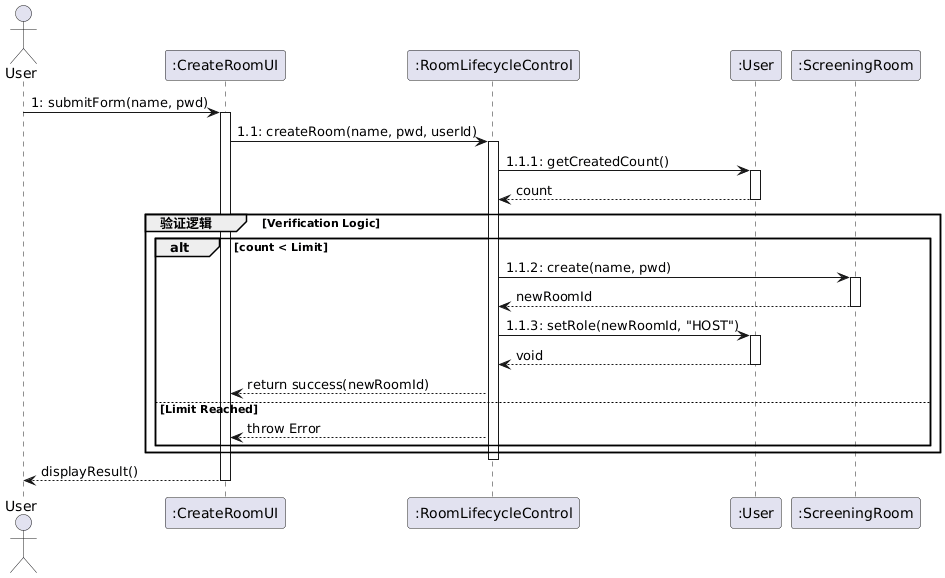 User
:CreateRoomUI
:RoomLifecycleControl
:User
:ScreeningRoom
1: submitForm(name, pwd)
1.1: createRoom(name, pwd, userId)
1.1.1: getCreatedCount()
count
验证逻辑 [Verification Logic]
alt [count < Limit]
1.1.2: create(name, pwd)
newRoomId
1.1.3: setRole(newRoomId, "HOST")
void
return success(newRoomId)
[Limit Reached]
throw Error
displayResult()
User
:CreateRoomUI
:RoomLifecycleControl
:User
:ScreeningRoom